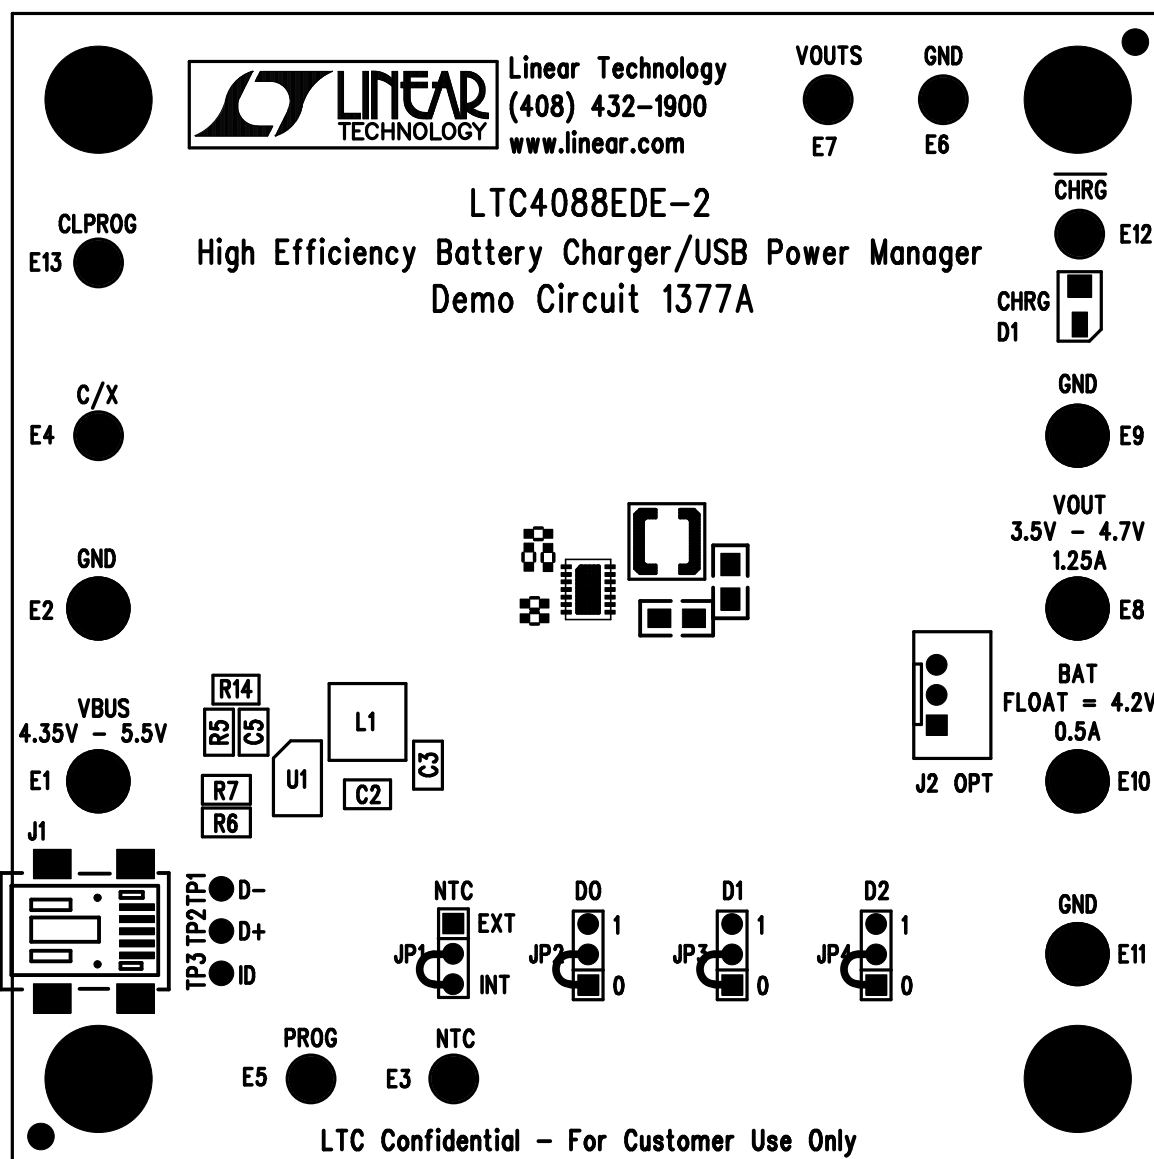 LINEAR
TECHNOLOGY
Linear Technology
(408) 432-1900
www.linear.com
VOUTS
E7
GND
E6
LTC4088EDE-2
High Efficiency Battery Charger/USB Power Manager
Demo Circuit 1377A
CHRG
E12
CHRG
D1
CLPROG
E13
C/X
E4
GND
E9
GND
E2
VOUT
3.5V - 4.7V
1.25A
E8
VBUS
4.35V - 5.5V
E1
J1
R14
R5
C5
L1
U1
C3
C2
R7
R6
BAT
FLOAT = 4.2V
0.5A
E10
J2 OPT
TP1
D-
TP2
D+
TP3
ID
NTC
EXT
JP1
INT
D0
1
JP2
0
D1
1
JP3
0
D2
1
JP4
0
GND
E11
PROG
E5
NTC
E3
LTC Confidential - For Customer Use Only